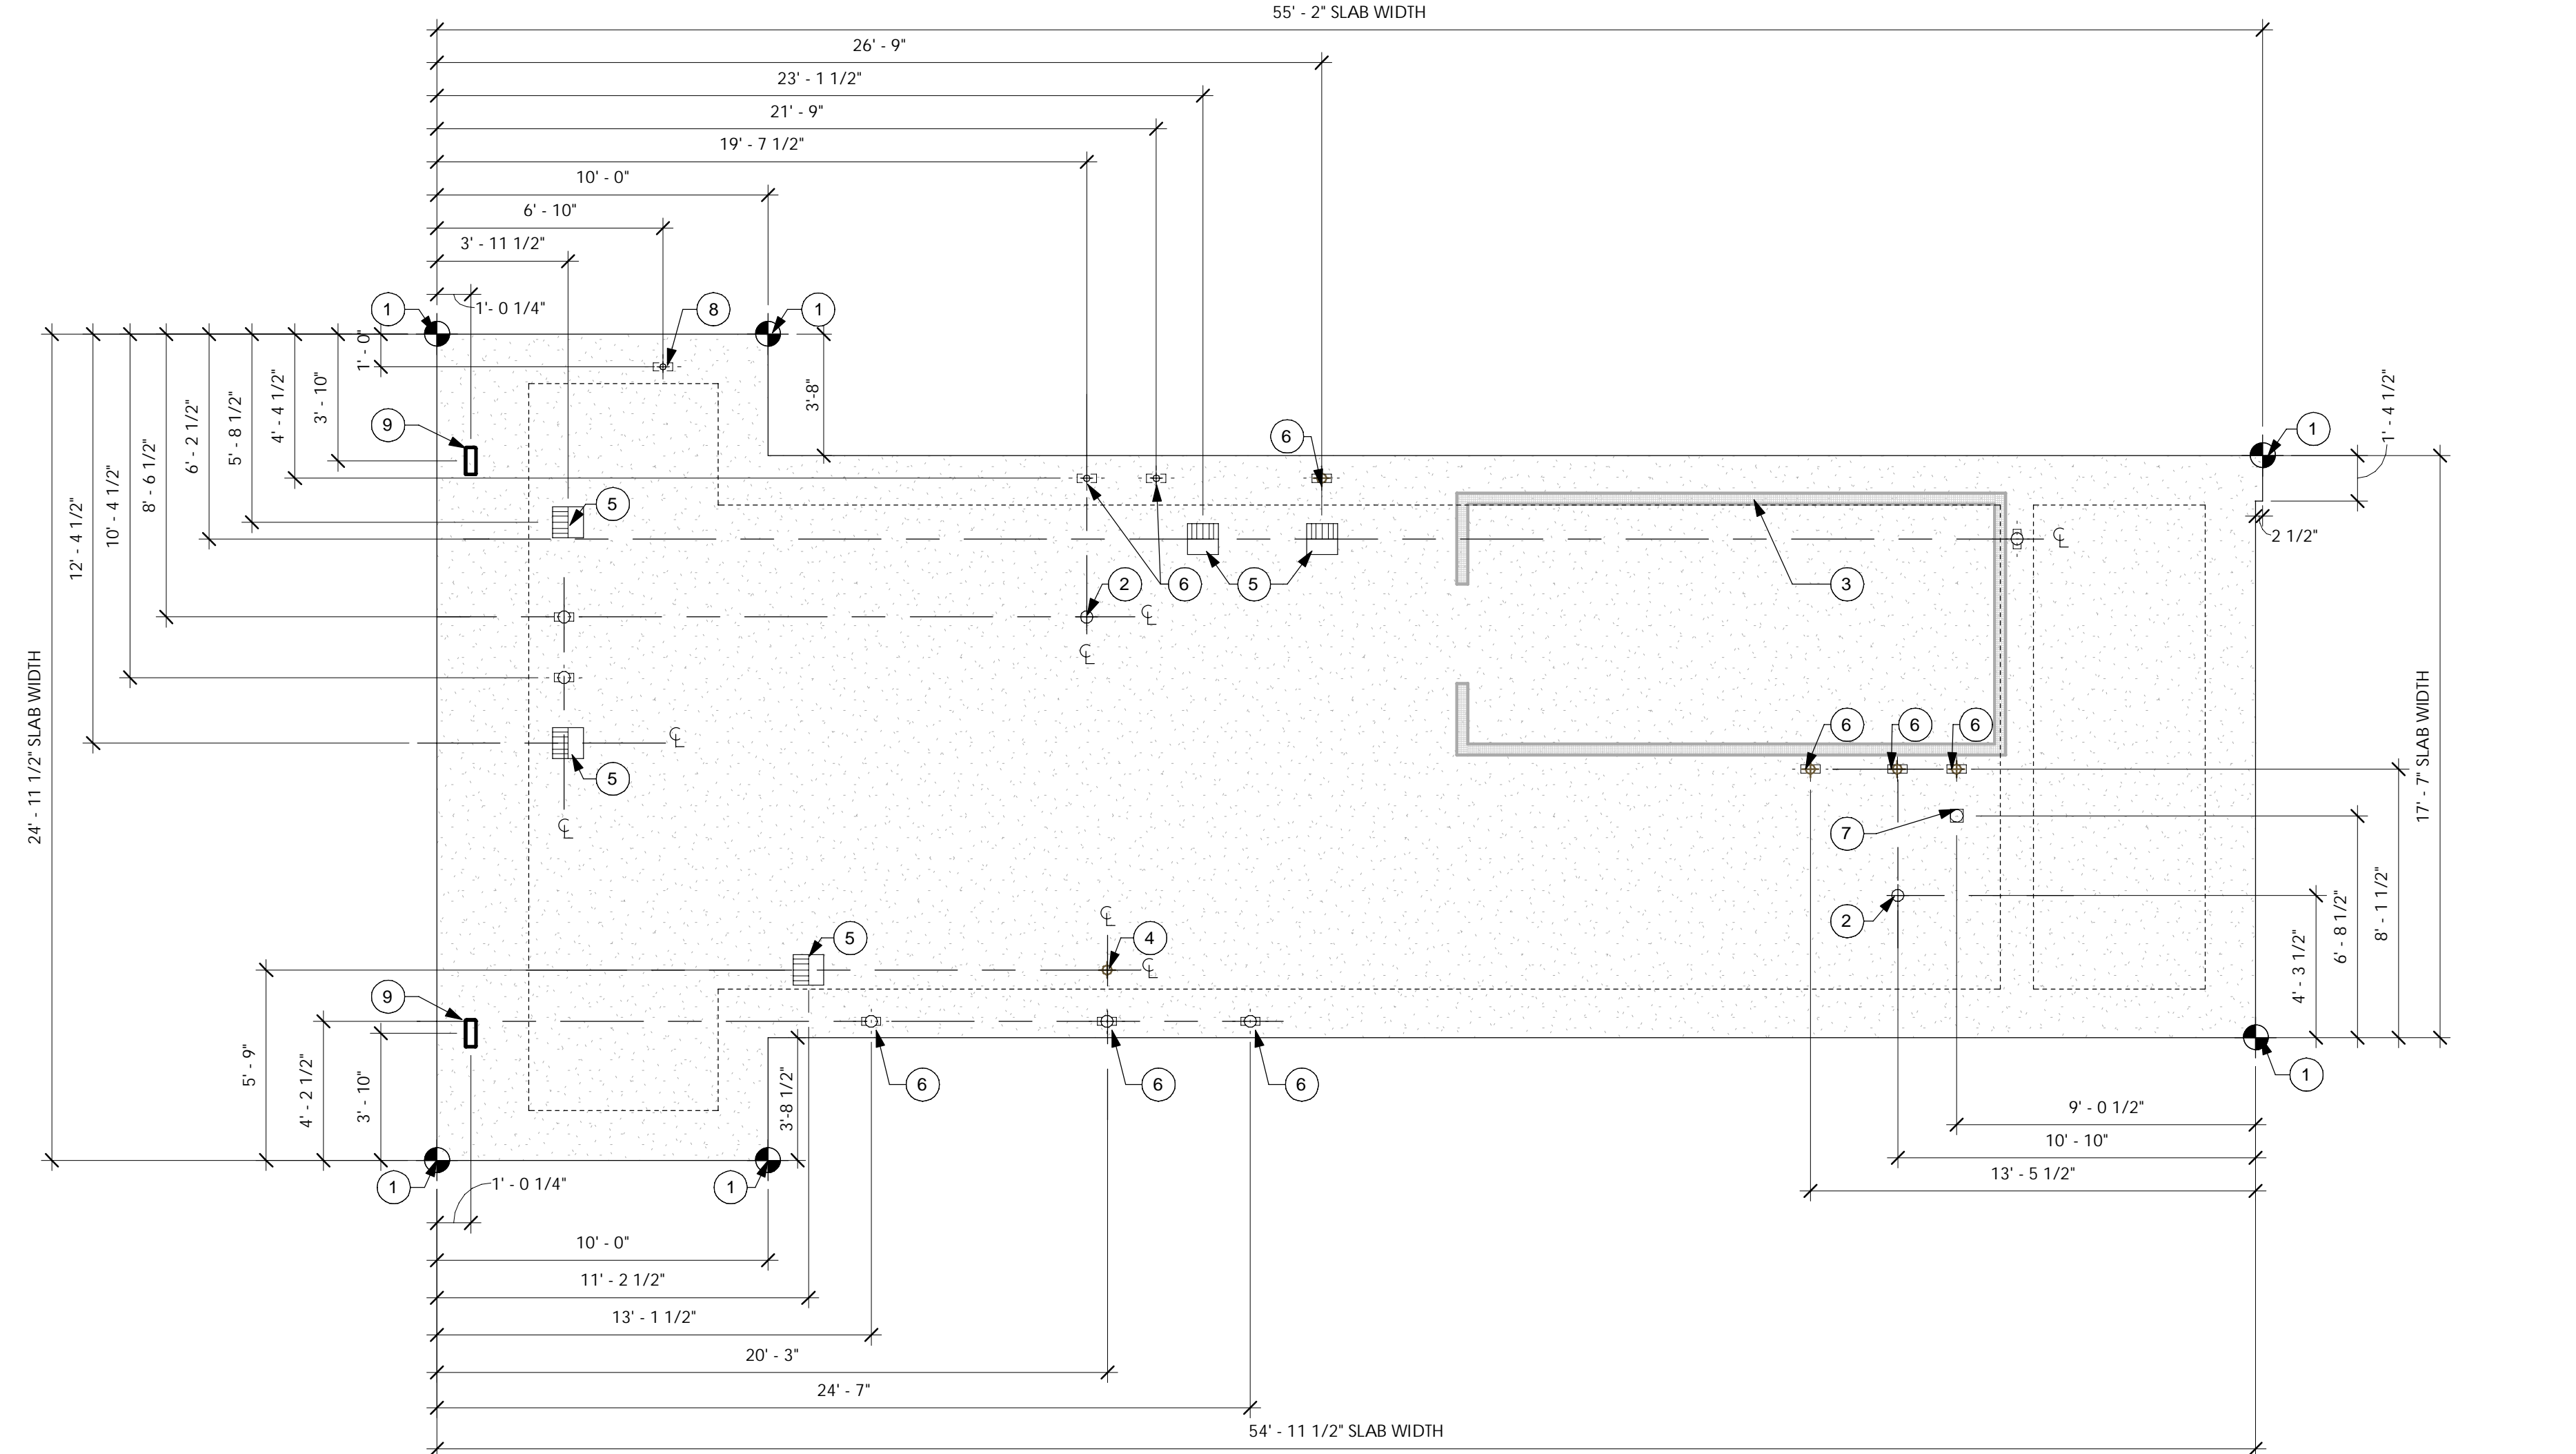 55' - 2" SLAB WIDTH
26' - 9"
23' - 1 1/2"
21' - 9"
19' - 7 1/2"
10' - 0"
6' - 10"
3' - 11 1/2"
1'- 0 1/4"
1
8
1
1' - 0"
3'-8"
9
3' - 10"
4' - 4 1/2"
5' - 8 1/2"
6' - 2 1/2"
8' - 6 1/2"
10' - 4 1/2"
12' - 4 1/2"
24' - 11 1/2" SLAB WIDTH
6
1
1' - 4 1/2"
2 1/2"
5
2
6
5
3
CL
CL
CL
CL
5
CL
6
6
6
7
2
17' - 7" SLAB WIDTH
8' - 1 1/2"
6' - 8 1/2"
4' - 3 1/2"
CL
CL
5
4
CL
9
5' - 9"
4' - 2 1/2"
3' - 10"
3'-8 1/2"
6
6
6
1
9' - 0 1/2"
10' - 10"
13' - 5 1/2"
1
1' - 0 1/4"
1
10' - 0"
11' - 2 1/2"
13' - 1 1/2"
20' - 3"
24' - 7"
54' - 11 1/2" SLAB WIDTH